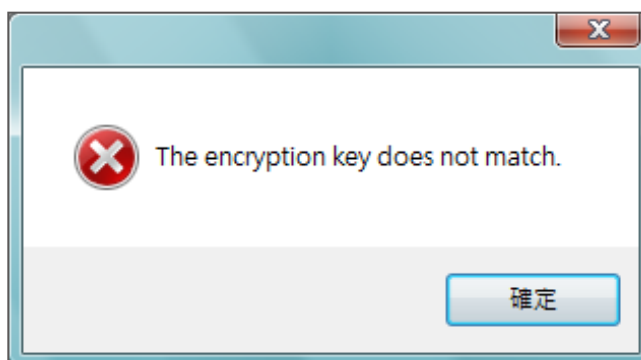 The encryption key does not match.
確定